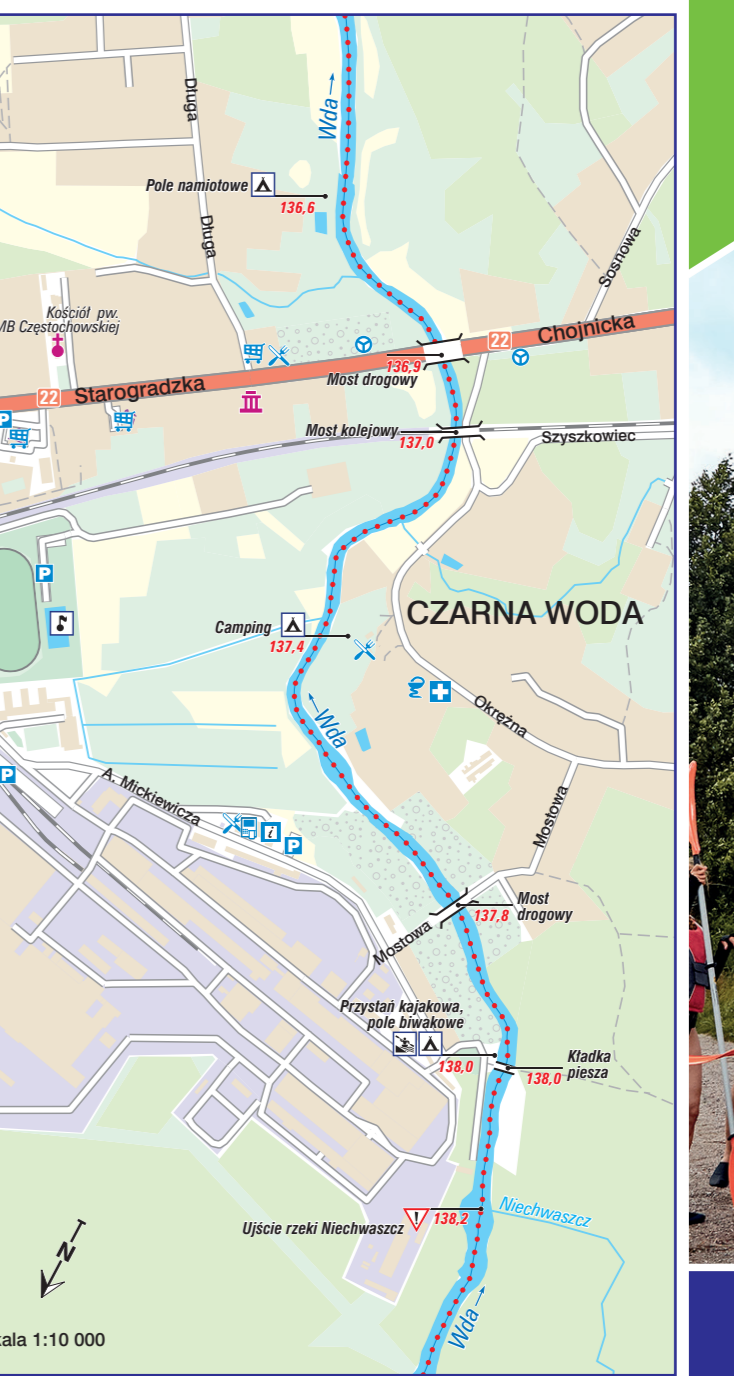 Długa
Wda
Pole namiotowe
136,6
Długa
Sosnowa
Kościół pw.
MB Częstochowskiej
22
Chojnicka
136,9
Most drogowy
22
Starogradzka
P
Most kolejowy
137,0
Szyszkowiec
P
CZARNA WODA
Camping
137,4
Okrężna
Wda
P
A. Mickiewicza
i
P
Mostowa
Most
drogowy
137,8
Mostowa
Przystań kajakowa,
pole biwakowe
138,0
Kładka
piesza
138,0
Niechwaszcz
Ujście rzeki Niechwaszcz
138,2
N
Wda
kala 1:10 000